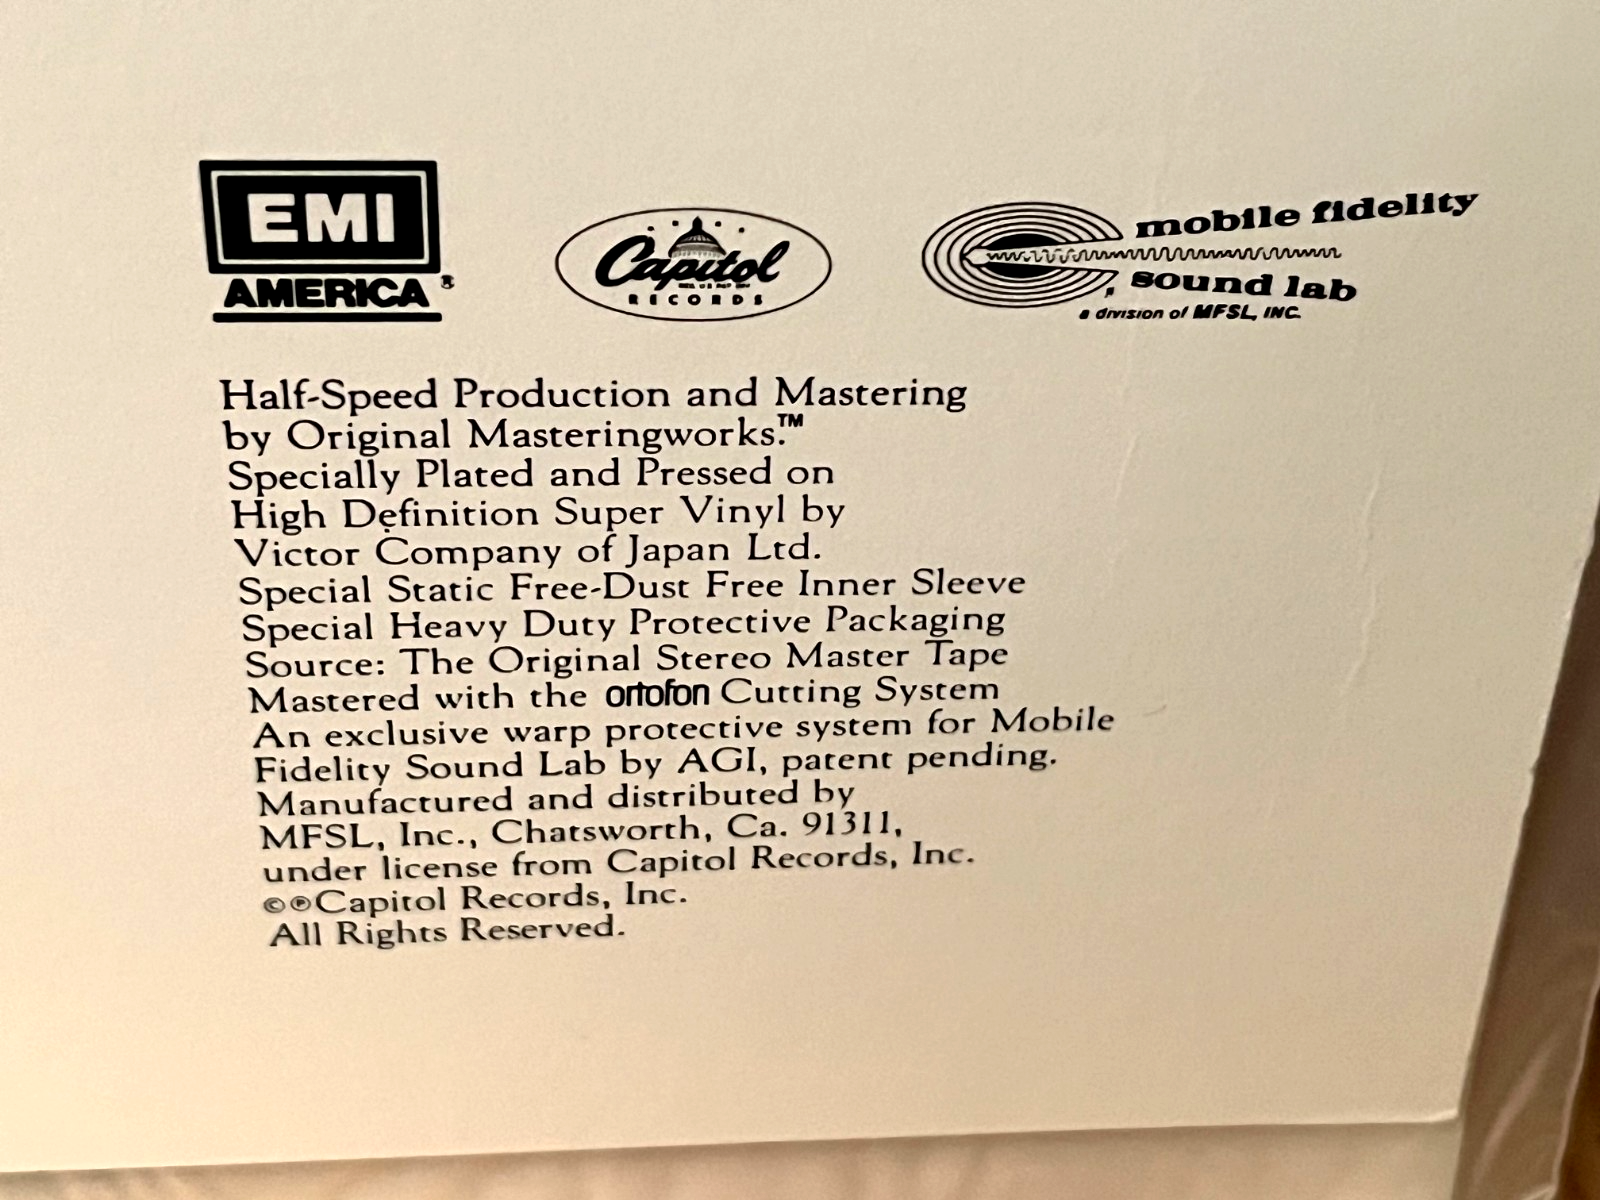 EMI
AMERICA®
Capitol
RECORDS
mobile fidelity
sound lab
a division of MFSL, INC.
Half-Speed Production and Mastering
by Original Masteringworks.™
Specially Plated and Pressed on
High Definition Super Vinyl by
Victor Company of Japan Ltd.
Special Static Free-Dust Free Inner Sleeve
Special Heavy Duty Protective Packaging
Source: The Original Stereo Master Tape
Mastered with the ortofon Cutting System
An exclusive warp protective system for Mobile
Fidelity Sound Lab by AGI, patent pending.
Manufactured and distributed by
MFSL, Inc., Chatsworth, Ca. 91311,
under license from Capitol Records, Inc.
©℗Capitol Records, Inc.
All Rights Reserved.